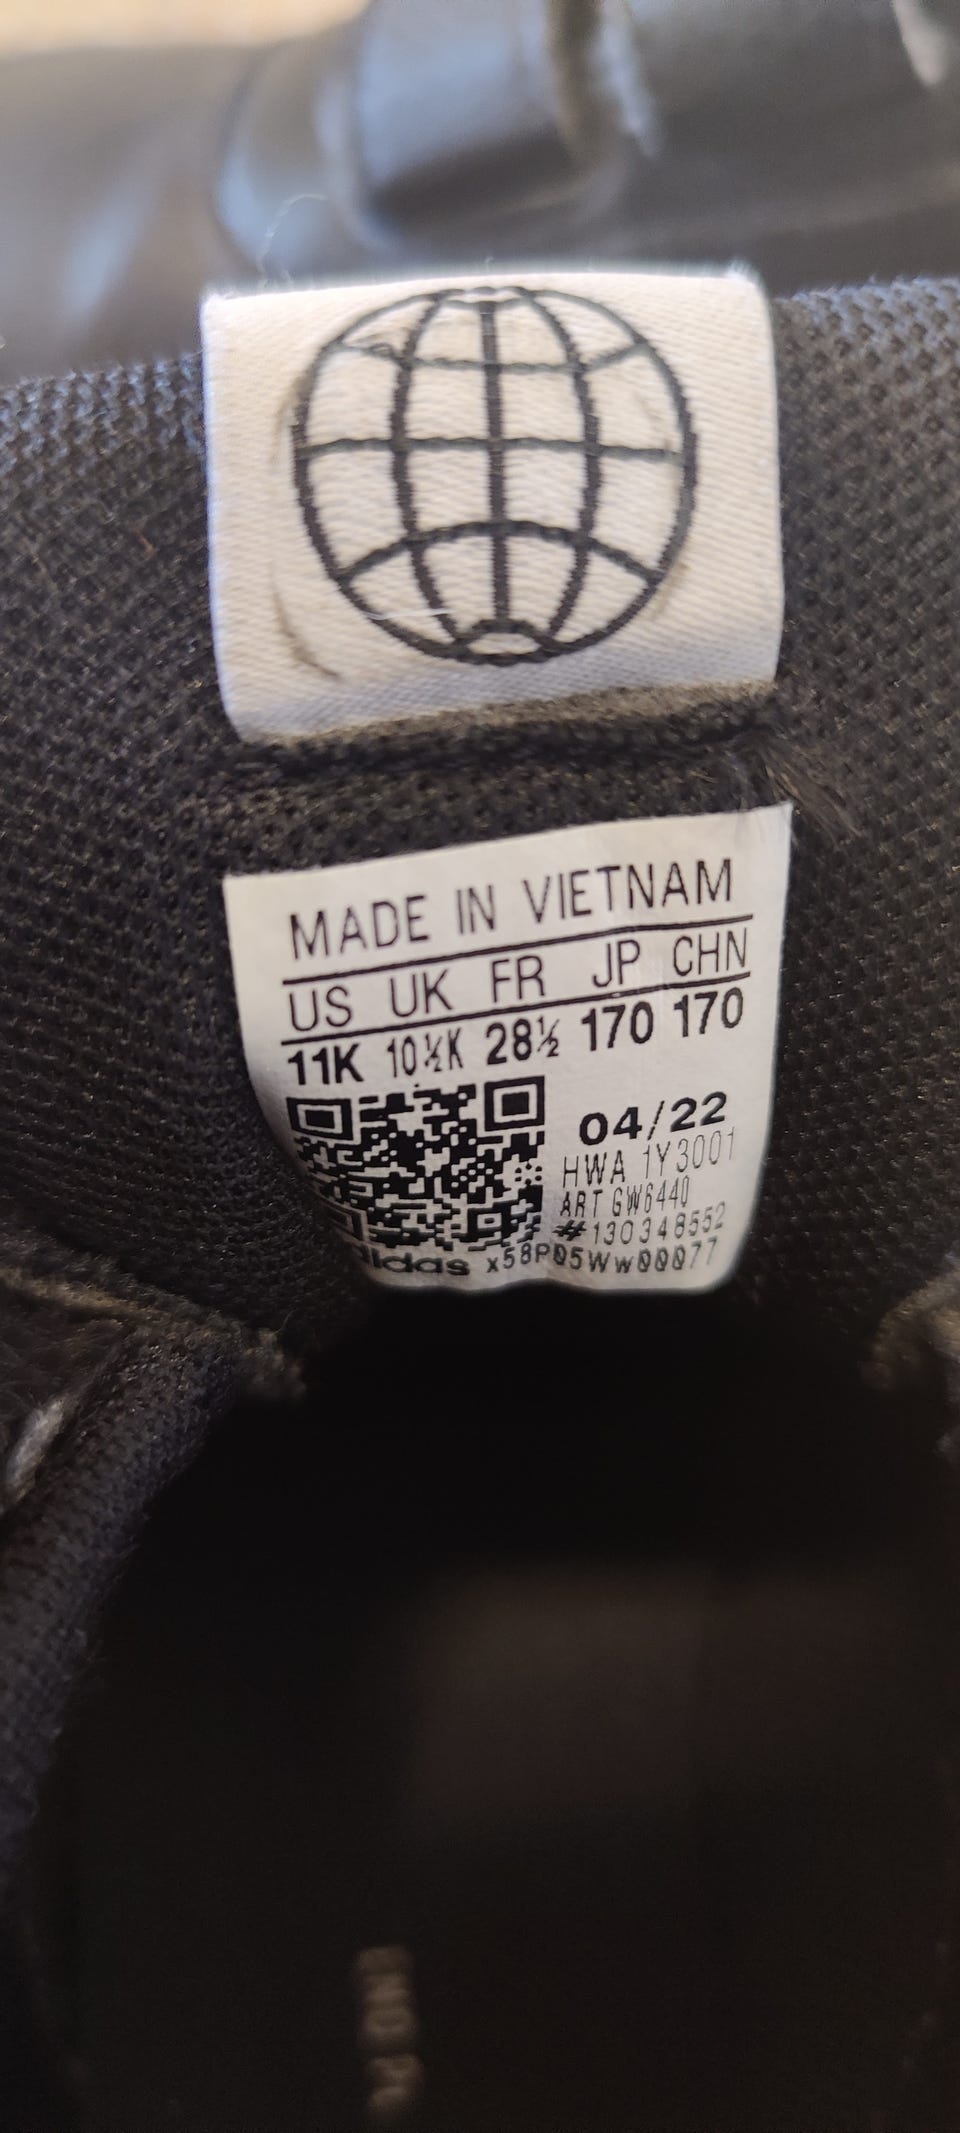 MADE IN VIETNAM
US UK FR JP CHN
11K 10½K 28½ 170 170
04/22
HWA 1Y3001
ART GW6440
#130348552
adidas x58P05Ww00077